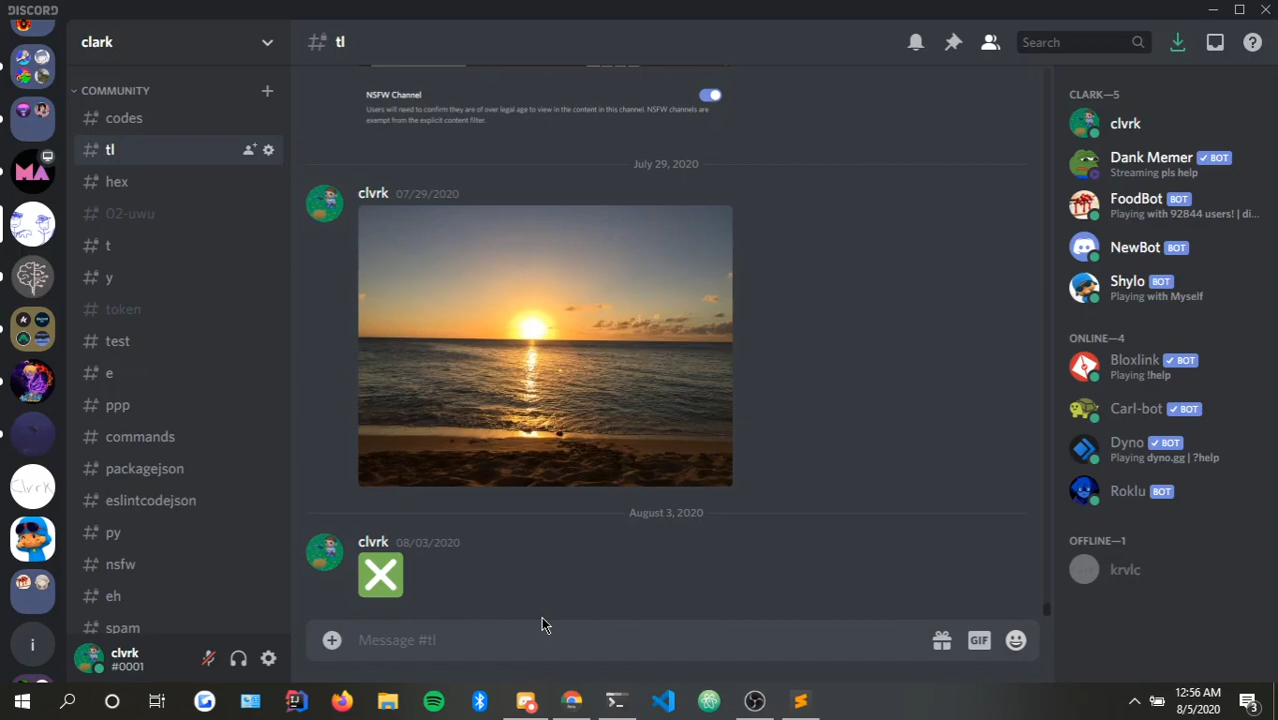 DISCORD
clark
COMMUNITY
codes
tl
hex
02-uwu
t
y
token
test
e
ppp
commands
packagejson
eslintcodejson
py
nsfw
eh
spam
clvrk
#0001
MA
Clvrk
i
tl
Search
NSFW Channel
Users will need to confirm they are of over legal age to view in the content in this channel. NSFW channels are
exempt from the explicit content filter.
July 29, 2020
clvrk 07/29/2020
August 3, 2020
clvrk 08/03/2020
Message #tl
GIF
CLARK—5
clvrk
Dank Memer ✓ BOT
Streaming pls help
FoodBot ✓ BOT
Playing with 92844 users! | di...
NewBot BOT
Shylo BOT
Playing with Myself
ONLINE—4
Bloxlink ✓ BOT
Playing !help
Carl-bot ✓ BOT
Dyno ✓ BOT
Playing dyno.gg | ?help
Roklu BOT
OFFLINE—1
krvlc
12:56 AM
8/5/2020
3